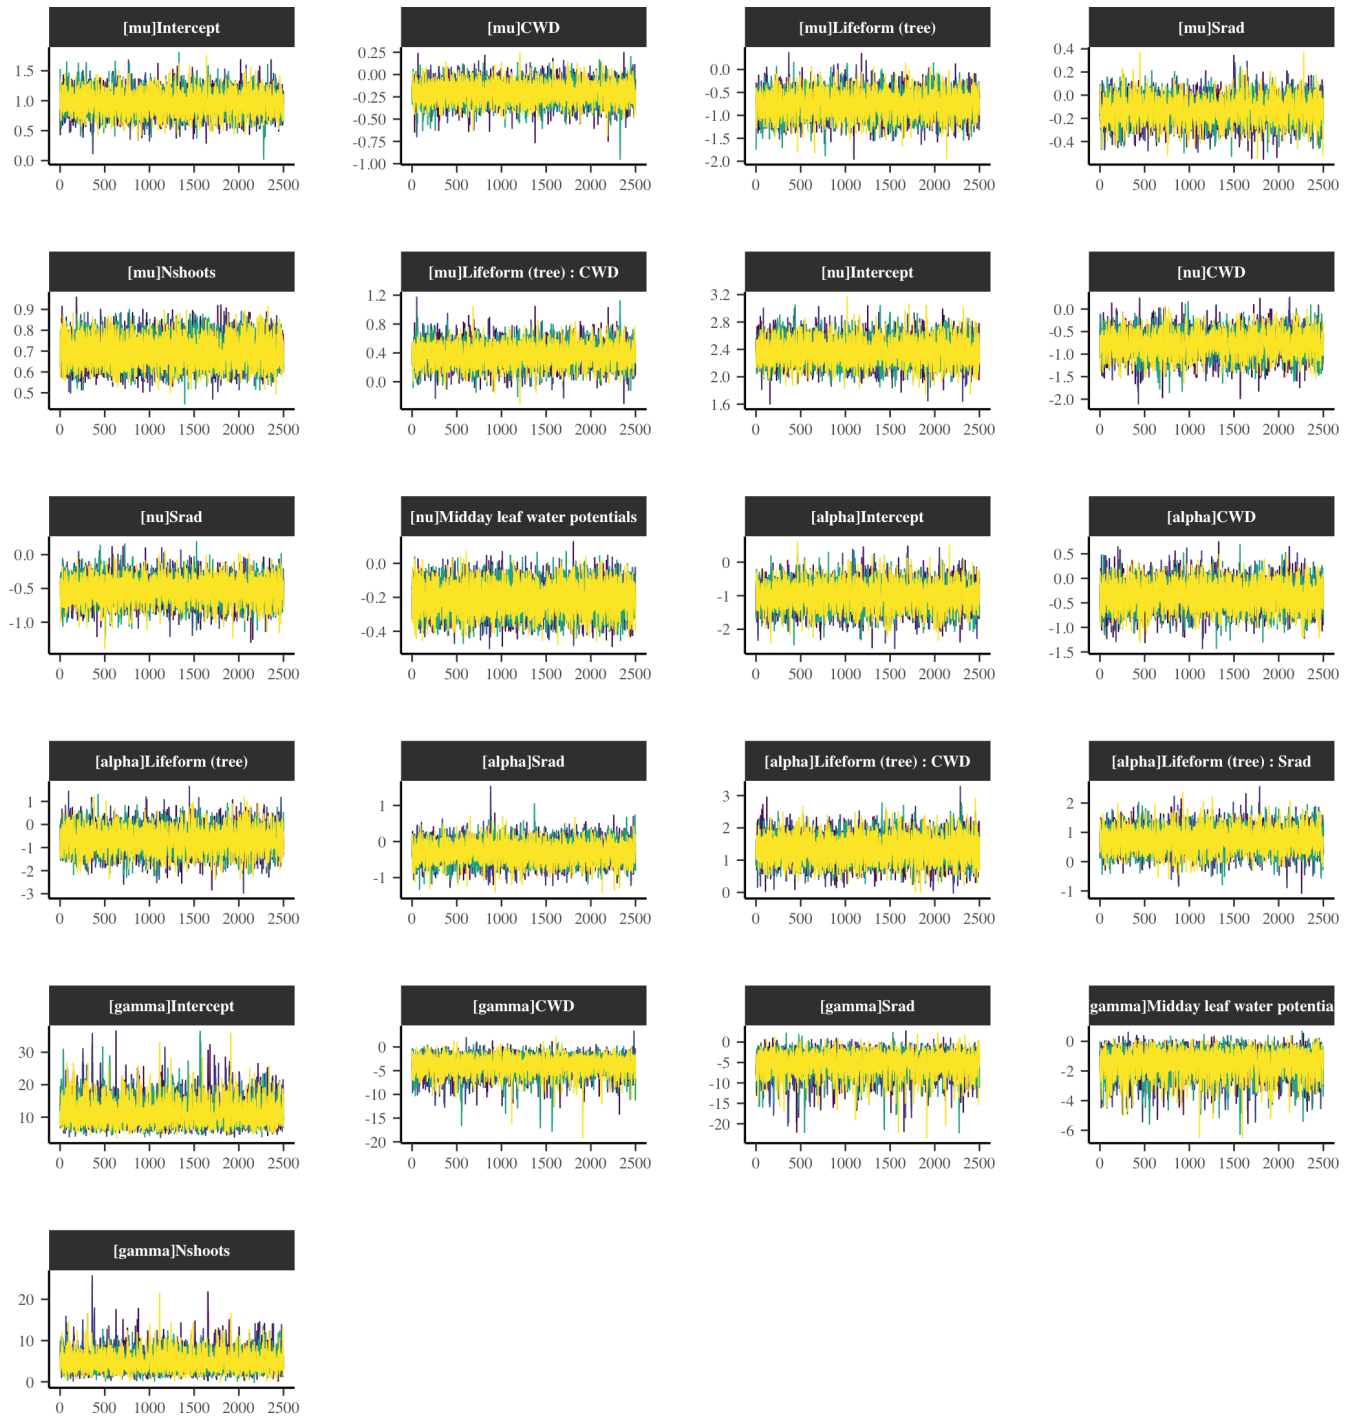 [mu]Intercept
1.5
1.0
0.5
0.0
0 500 1000 1500 2000 2500
[mu]CWD
0.25
0.00
-0.25
-0.50
-0.75
-1.00
0 500 1000 1500 2000 2500
[mu]Lifeform (tree)
0.0
-0.5
-1.0
-1.5
-2.0
0 500 1000 1500 2000 2500
[mu]Srad
0.4
0.2
0.0
-0.2
-0.4
0 500 1000 1500 2000 2500
[mu]Nshoots
0.9
0.8
0.7
0.6
0.5
0 500 1000 1500 2000 2500
[mu]Lifeform (tree) : CWD
1.2
0.8
0.4
0.0
0 500 1000 1500 2000 2500
[nu]Intercept
3.2
2.8
2.4
2.0
1.6
0 500 1000 1500 2000 2500
[nu]CWD
0.0
-0.5
-1.0
-1.5
-2.0
0 500 1000 1500 2000 2500
[nu]Srad
0.0
-0.5
-1.0
0 500 1000 1500 2000 2500
[nu]Midday leaf water potentials
0.0
-0.2
-0.4
0 500 1000 1500 2000 2500
[alpha]Intercept
0
-1
-2
0 500 1000 1500 2000 2500
[alpha]CWD
0.5
0.0
-0.5
-1.0
-1.5
0 500 1000 1500 2000 2500
[alpha]Lifeform (tree)
1
0
-1
-2
-3
0 500 1000 1500 2000 2500
[alpha]Srad
1
0
-1
0 500 1000 1500 2000 2500
[alpha]Lifeform (tree) : CWD
3
2
1
0
0 500 1000 1500 2000 2500
[alpha]Lifeform (tree) : Srad
2
1
0
-1
0 500 1000 1500 2000 2500
[gamma]Intercept
30
20
10
0 500 1000 1500 2000 2500
[gamma]CWD
0
-5
-10
-15
-20
0 500 1000 1500 2000 2500
[gamma]Srad
0
-5
-10
-15
-20
0 500 1000 1500 2000 2500
gamma]Midday leaf water potentia
0
-2
-4
-6
0 500 1000 1500 2000 2500
[gamma]Nshoots
20
10
0
0 500 1000 1500 2000 2500